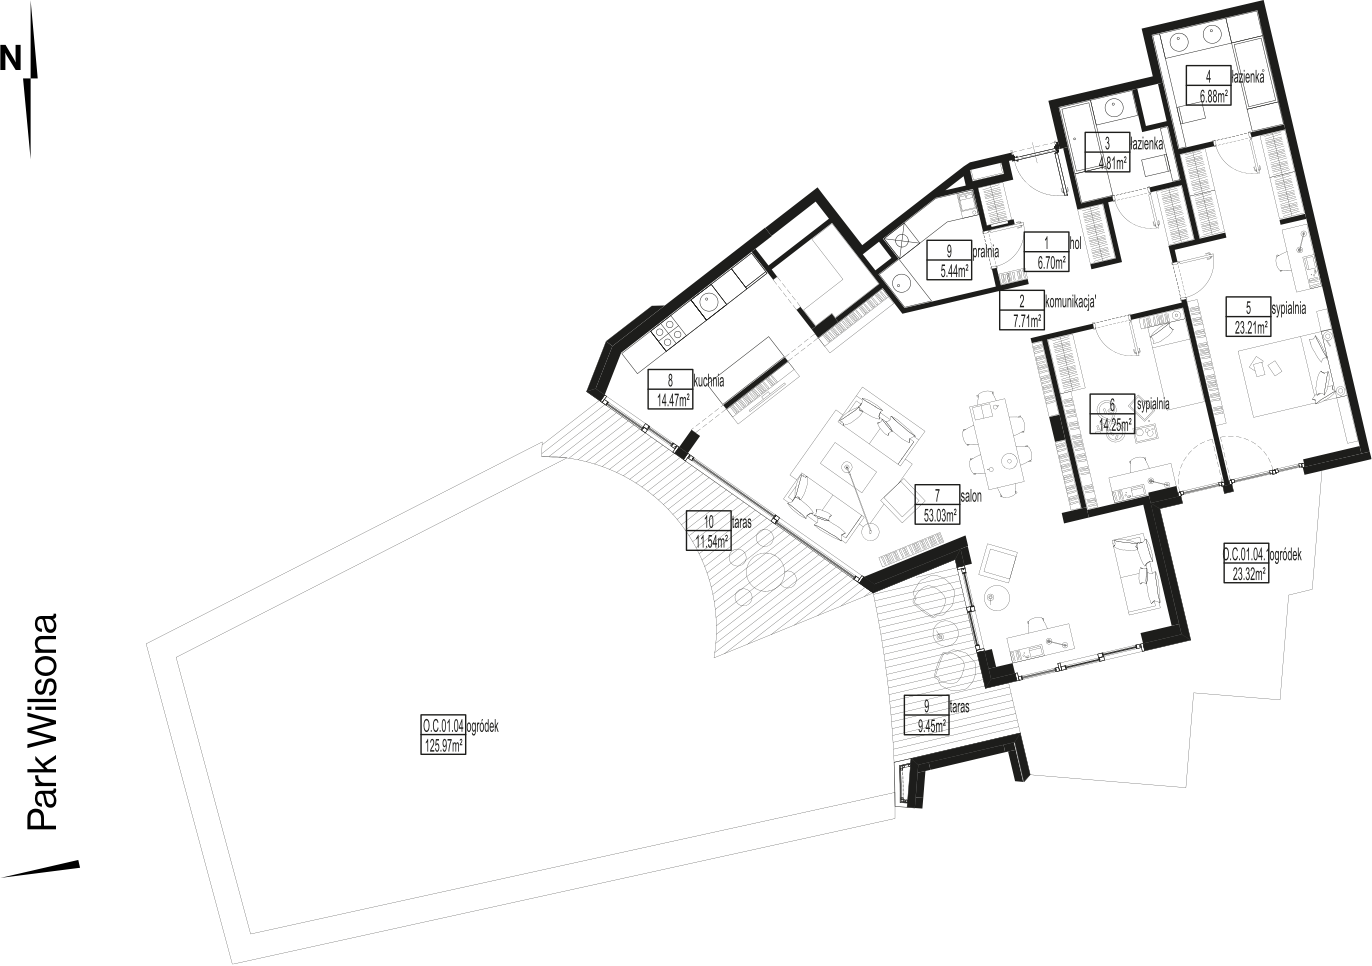 N
4 łazienka
6.88m²
3 łazienka
4.81m²
1 hol
6.70m²
9 pralnia
5.44m²
2 komunikacja'
7.71m²
5 sypialnia
23.21m²
8 kuchnia
14.47m²
6 sypialnia
14.25m²
7 salon
53.03m²
10 taras
11.54m²
O.C.01.04.1 ogródek
23.32m²
9 taras
9.45m²
O.C.01.04 ogródek
125.97m²
Park Wilsona